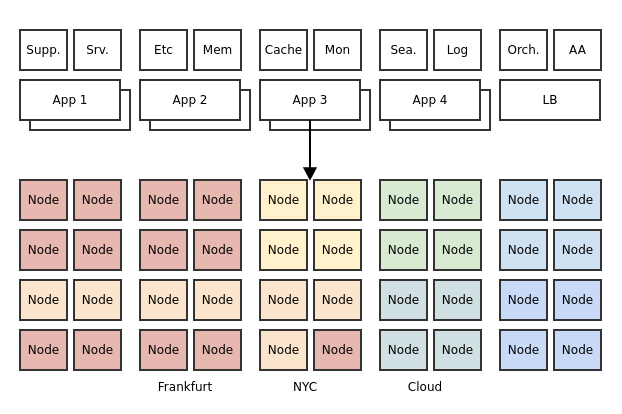 Supp. Srv. Etc Mem Cache Mon Sea. Log Orch. AA
App 1 App 2 App 3 App 4 LB
Node Node Node Node Node Node Node Node Node Node
Node Node Node Node Node Node Node Node Node Node
Node Node Node Node Node Node Node Node Node Node
Node Node Node Node Node Node Node Node Node Node
Frankfurt NYC Cloud